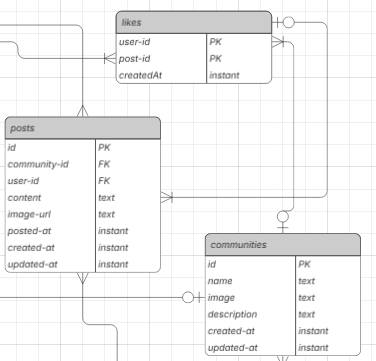 likes
user-id PK
post-id PK
createdAt instant
posts
id PK
community-id FK
user-id FK
content text
image-url text
posted-at instant
created-at instant
updated-at instant
communities
id PK
name text
image text
description text
created-at instant
updated-at instant